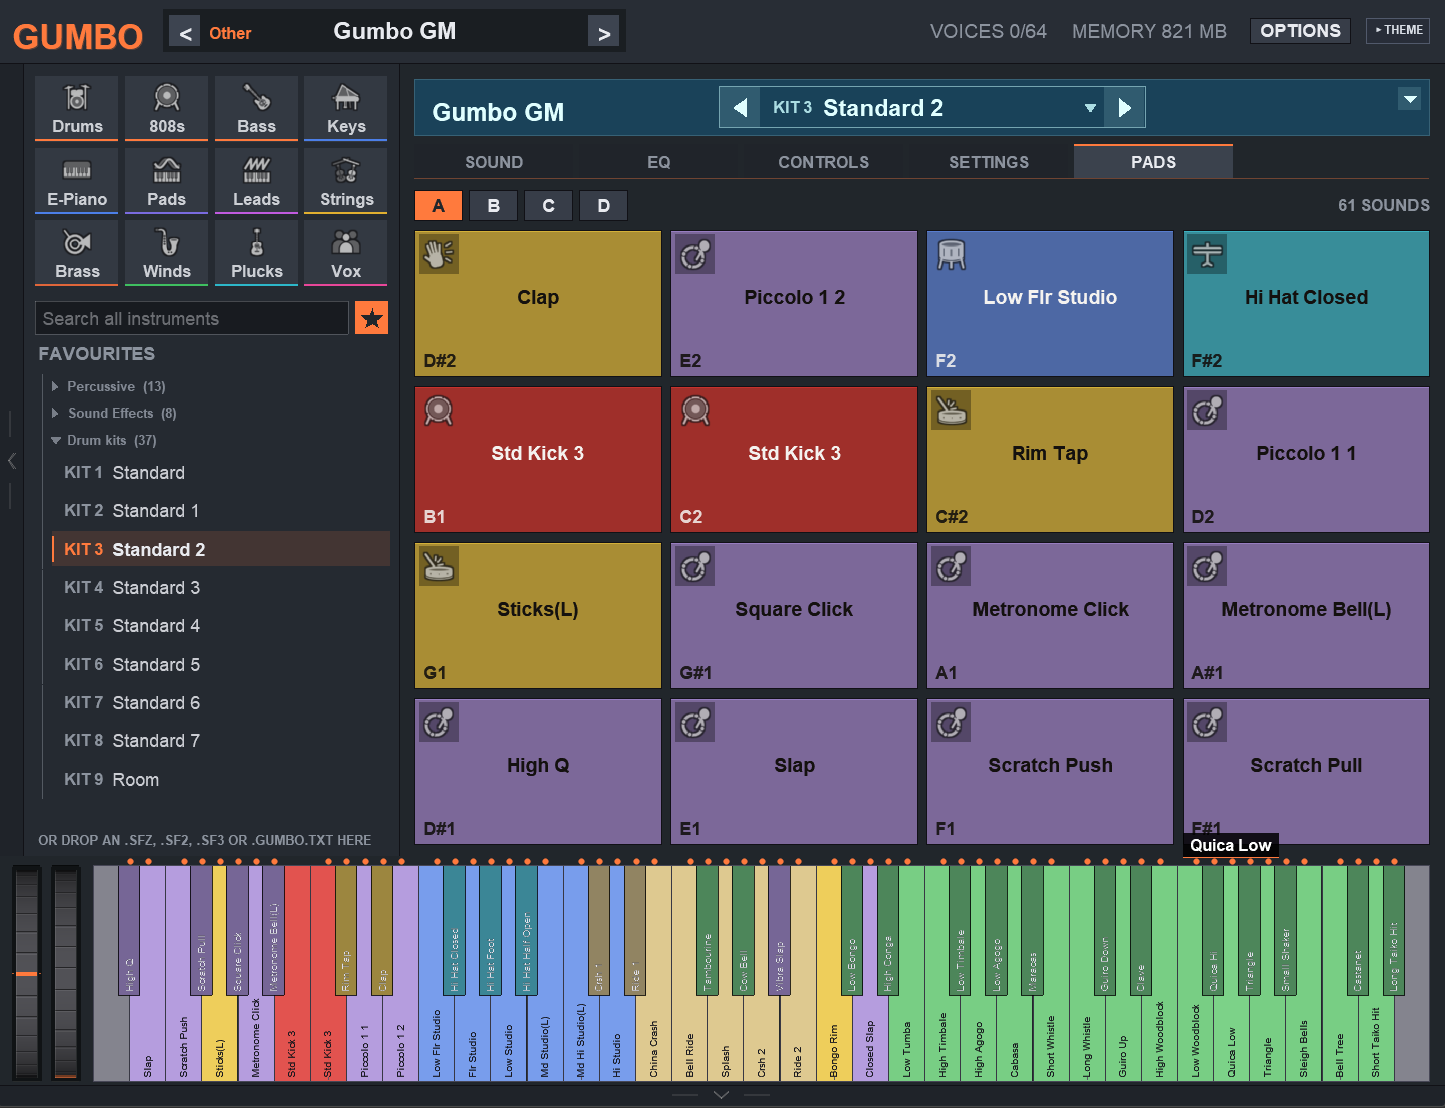 GUMBO
< Other Gumbo GM >
VOICES 0/64 MEMORY 821 MB OPTIONS ▸ THEME
Drums 808s Bass Keys
E-Piano Pads Leads Strings
Brass Winds Plucks Vox
Search all instruments
FAVOURITES
Percussive (13)
Sound Effects (8)
Drum kits (37)
KIT 1 Standard
KIT 2 Standard 1
KIT 3 Standard 2
KIT 4 Standard 3
KIT 5 Standard 4
KIT 6 Standard 5
KIT 7 Standard 6
KIT 8 Standard 7
KIT 9 Room
OR DROP AN .SFZ, .SF2, .SF3 OR .GUMBO.TXT HERE
Gumbo GM
KIT 3 Standard 2
SOUND EQ CONTROLS SETTINGS PADS
A B C D
61 SOUNDS
Clap Piccolo 1 2 Low Flr Studio Hi Hat Closed
D#2 E2 F2 F#2
Std Kick 3 Std Kick 3 Rim Tap Piccolo 1 1
B1 C2 C#2 D2
Sticks(L) Square Click Metronome Click Metronome Bell(L)
G1 G#1 A1 A#1
High Q Slap Scratch Push Scratch Pull
D#1 E1 F1 F#1
Quica Low
High Q
Scratch Pull
Square Click
Metronome Bell(L)
Rim Tap
Clap
Hi Hat Closed
Hi Hat Foot
Hi Hat Half Open
Crsh 1
Ride 1
Tambourine
Cow Bell
Vibra Slap
Low Bongo
High Conga
Low Timbale
Low Agogo
Maracas
Guiro Down
Clave
Quica Hi
Triangle
Small Shaker
Castanet
Long Taiko Hit
Slap
Scratch Push
Sticks(L)
Metronome Click
Std Kick 3
Std Kick 3
Piccolo 1 1
Piccolo 1 2
Low Flr Studio
Flr Studio
Low Studio
Md Studio(L)
Md Hi Studio(L)
Hi Studio
China Crash
Bell Ride
Splash
Crsh 2
Ride 2
Bongo Rim
Closed Slap
Low Tumba
High Timbale
High Agogo
Cabasa
Short Whistle
Long Whistle
Guiro Up
High Woodblock
Low Woodblock
Quica Low
Triangle
Sleigh Bells
Bell Tree
Short Taiko Hit